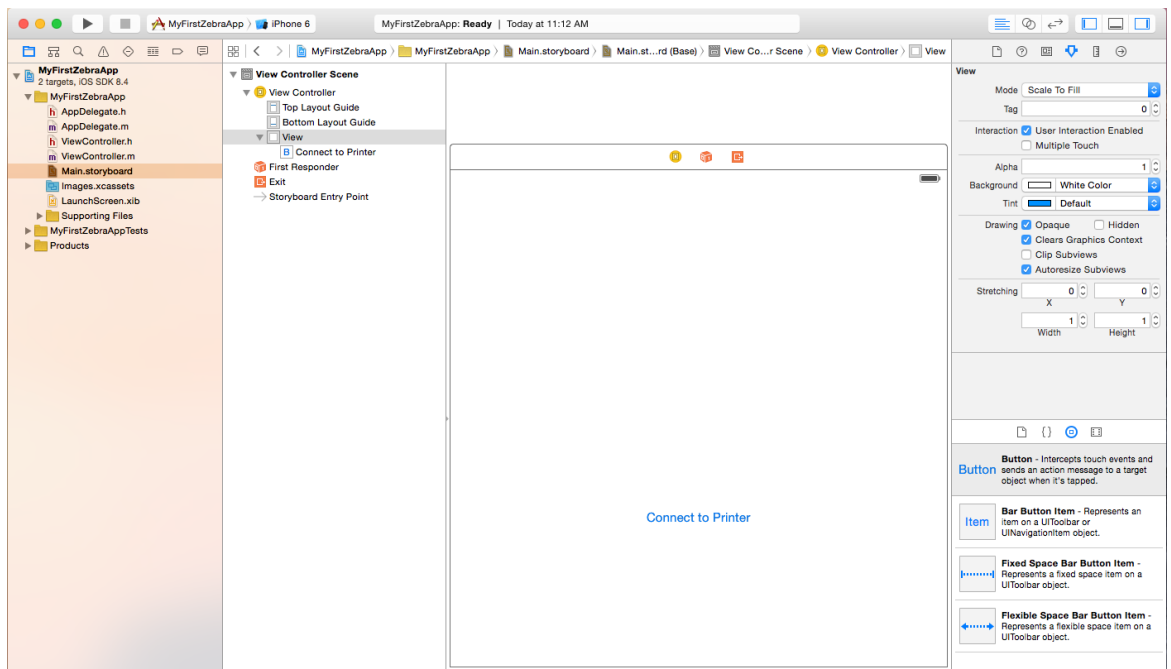 MyFirstZebraApp
iPhone 6
MyFirstZebraApp: Ready | Today at 11:12 AM
MyFirstZebraApp
MyFirstZebraApp
Main.storyboard
Main.st...rd (Base)
View Co...r Scene
View Controller
View
MyFirstZebraApp
2 targets, iOS SDK 8.4
MyFirstZebraApp
h AppDelegate.h
m AppDelegate.m
h ViewController.h
m ViewController.m
Main.storyboard
Images.xcassets
LaunchScreen.xib
Supporting Files
MyFirstZebraAppTests
Products
View Controller Scene
View Controller
Top Layout Guide
Bottom Layout Guide
View
B Connect to Printer
First Responder
Exit
Storyboard Entry Point
Connect to Printer
View
Mode Scale To Fill
Tag 0
Interaction User Interaction Enabled
Multiple Touch
Alpha 1
Background White Color
Tint Default
Drawing Opaque Hidden
Clears Graphics Context
Clip Subviews
Autoresize Subviews
Stretching 0 0
X Y
1 1
Width Height
{}
Button
Button - Intercepts touch events and
sends an action message to a target
object when it's tapped.
Item
Bar Button Item - Represents an
item on a UIToolbar or
UINavigationItem object.
Fixed Space Bar Button Item -
Represents a fixed space item on a
UIToolbar object.
Flexible Space Bar Button Item -
Represents a flexible space item on a
UIToolbar object.